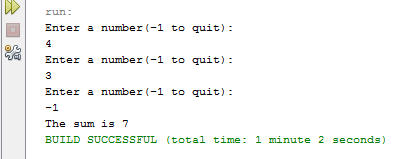 run:
Enter a number(-1 to quit):
4
Enter a number(-1 to quit):
3
Enter a number(-1 to quit):
-1
The sum is 7
BUILD SUCCESSFUL (total time: 1 minute 2 seconds)